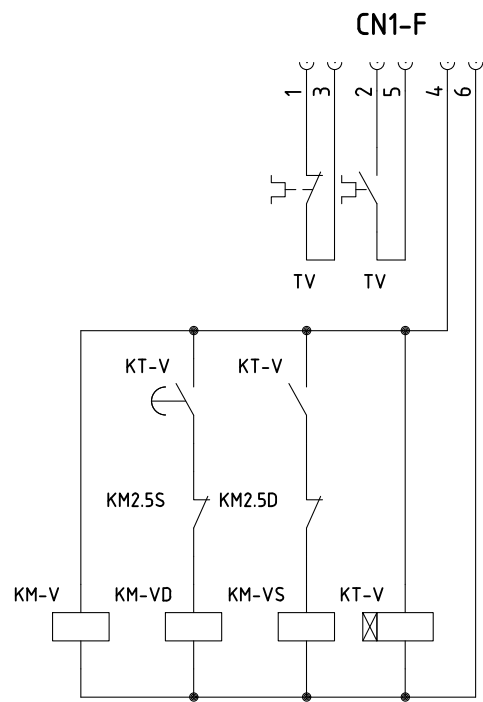 CN1-F
1 3 2 5 4 6
TV TV
KT-V KT-V
KM2.5S KM2.5D
KM-V KM-VD KM-VS KT-V